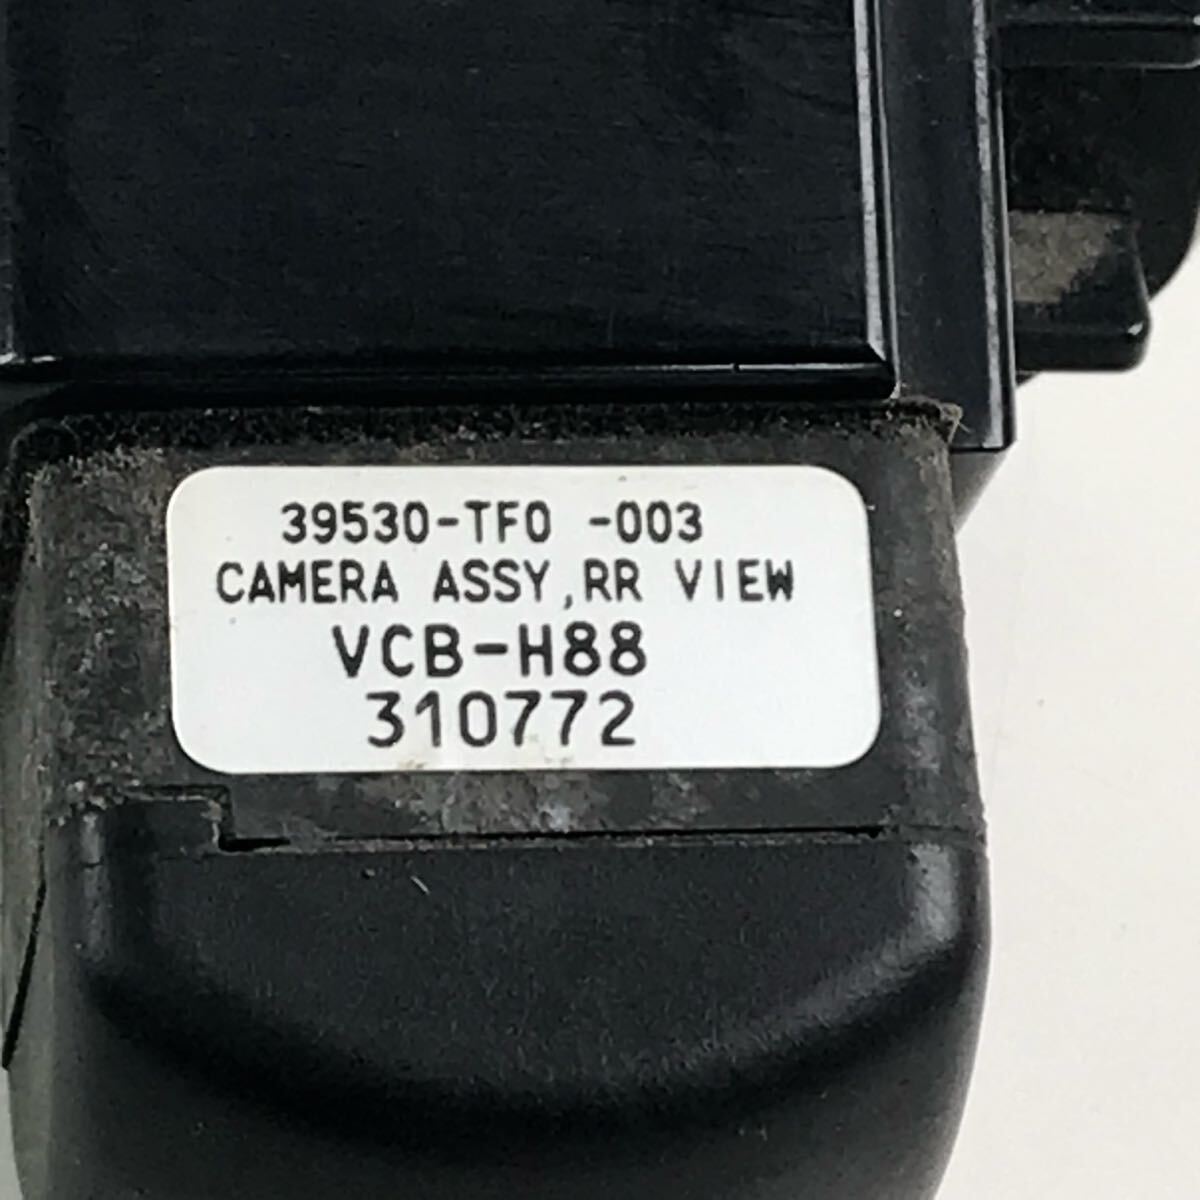 39530-TF0 -003
CAMERA ASSY,RR VIEW
VCB-H88
310772